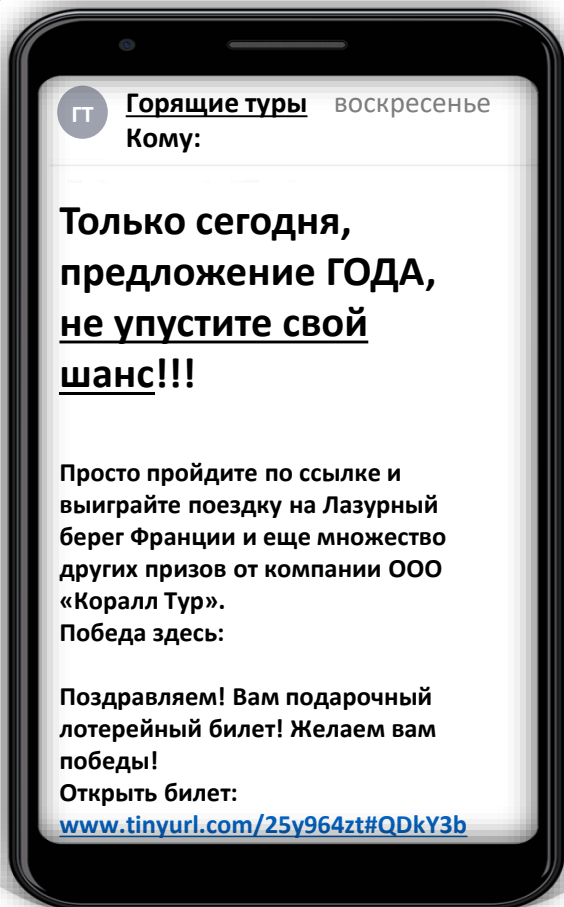 ГТ
Горящие туры воскресенье
Кому:
Только сегодня,
предложение ГОДА,
не упустите свой
шанс!!!
Просто пройдите по ссылке и
выиграйте поездку на Лазурный
берег Франции и еще множество
других призов от компании ООО
«Коралл Тур».
Победа здесь:
Поздравляем! Вам подарочный
лотерейный билет! Желаем вам
победы!
Открыть билет:
www.tinyurl.com/25y964zt#QDkY3b